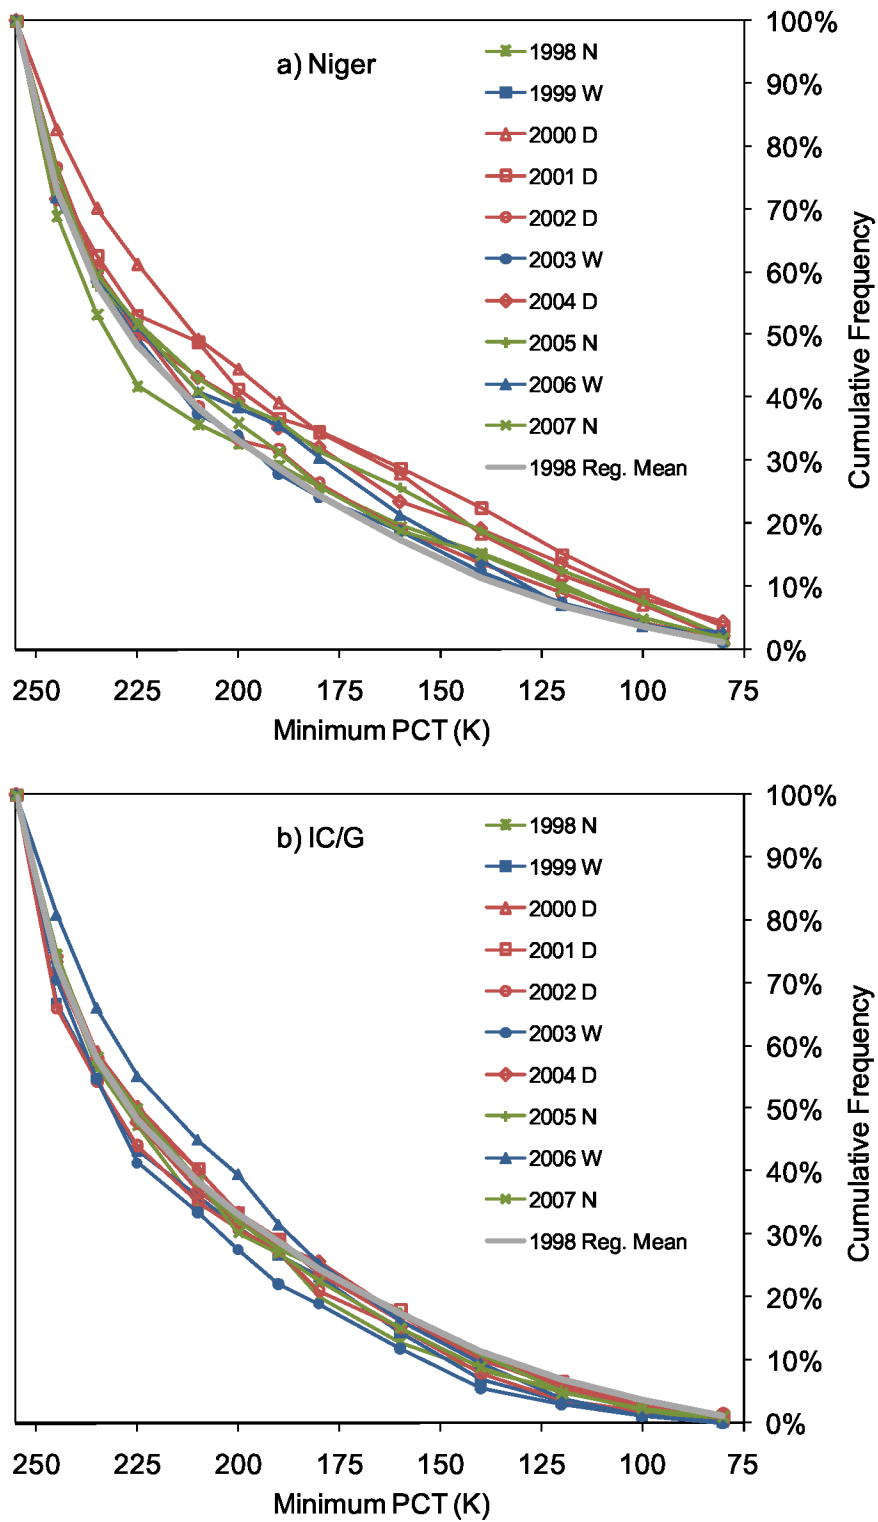 a) Niger
1998 N
1999 W
2000 D
2001 D
2002 D
2003 W
2004 D
2005 N
2006 W
2007 N
1998 Reg. Mean
100%
90%
80%
70%
60%
50%
40%
30%
20%
10%
0%
Cumulative Frequency
250 225 200 175 150 125 100 75
Minimum PCT (K)
b) IC/G
1998 N
1999 W
2000 D
2001 D
2002 D
2003 W
2004 D
2005 N
2006 W
2007 N
1998 Reg. Mean
100%
90%
80%
70%
60%
50%
40%
30%
20%
10%
0%
Cumulative Frequency
250 225 200 175 150 125 100 75
Minimum PCT (K)